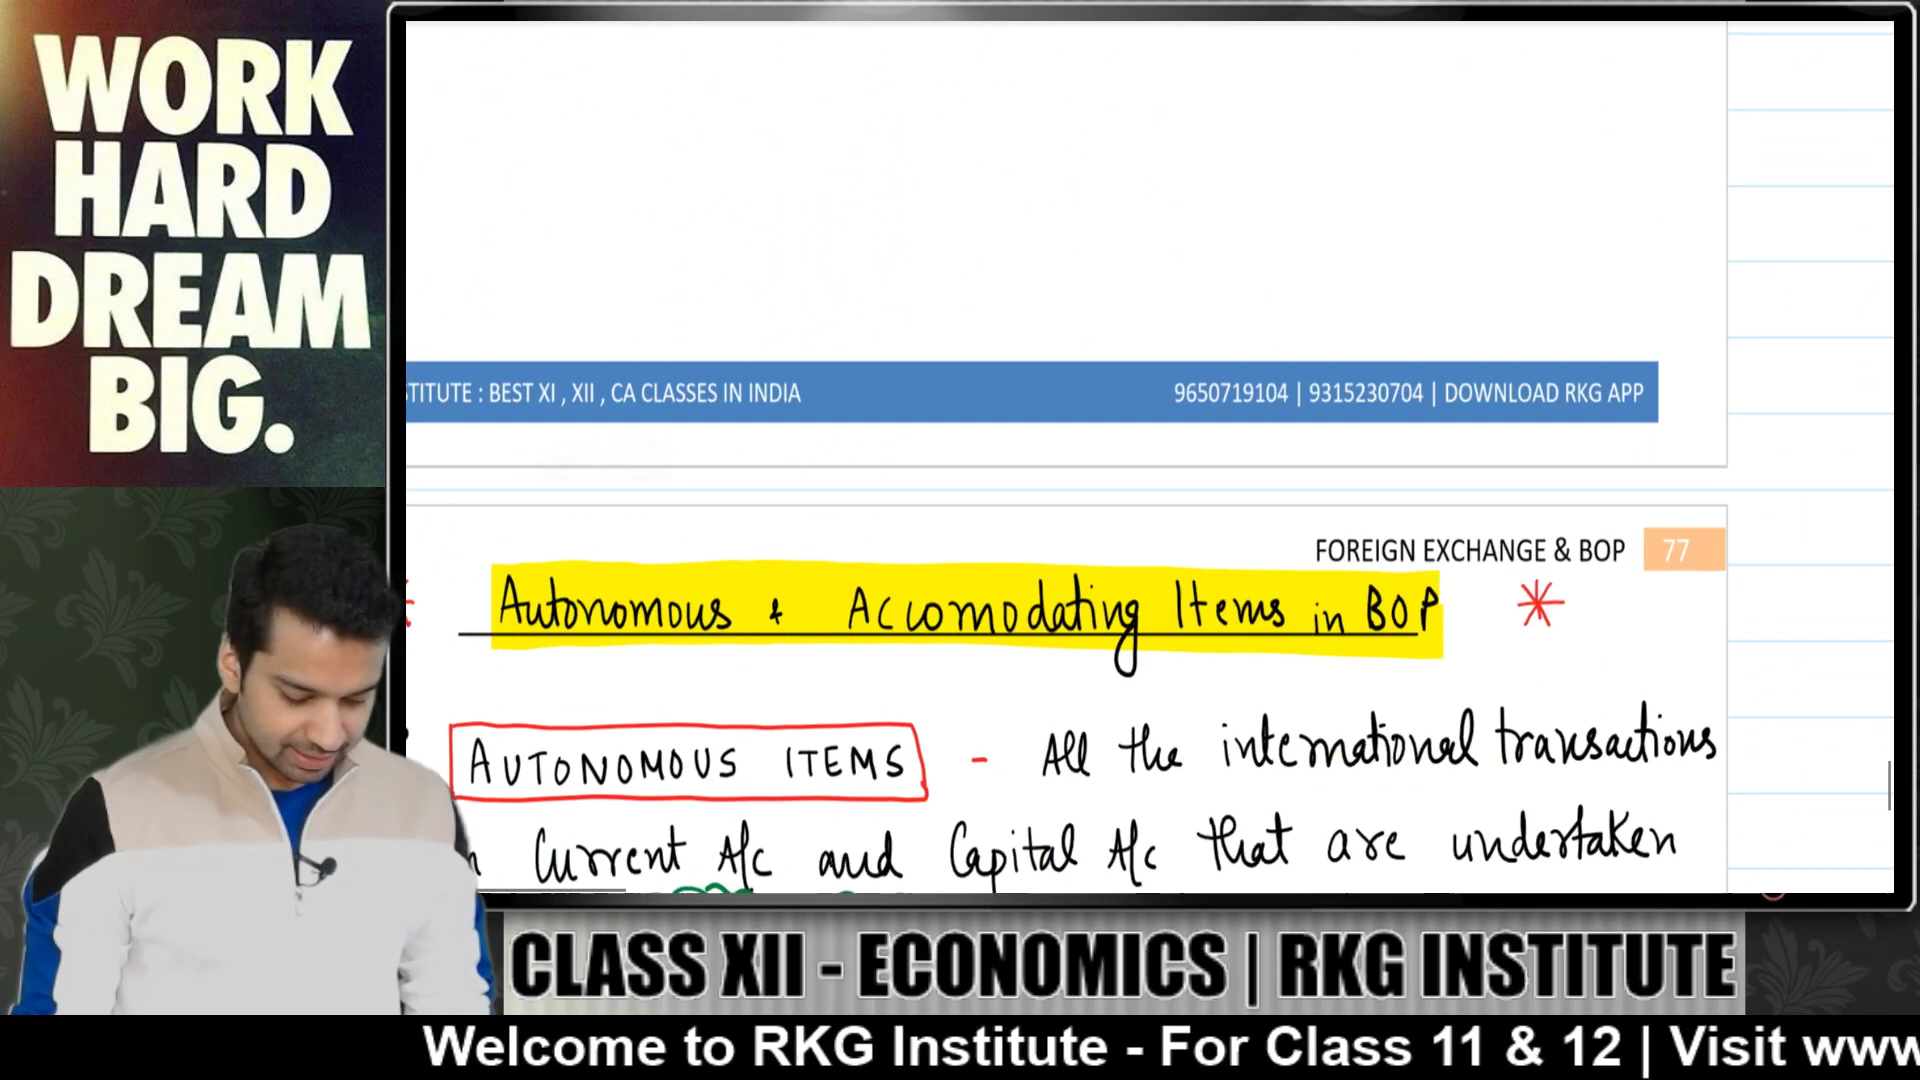 WORK
HARD
DREAM
BIG.
TITUTE : BEST XI , XII , CA CLASSES IN INDIA
9650719104 | 9315230704 | DOWNLOAD RKG APP
FOREIGN EXCHANGE & BOP 77
Autonomous & Accomodating Items in BOP
AUTONOMOUS ITEMS - All the international transactions
Current A/c and Capital A/c that are undertaken
CLASS XII - ECONOMICS | RKG INSTITUTE
Welcome to RKG Institute - For Class 11 & 12 | Visit www